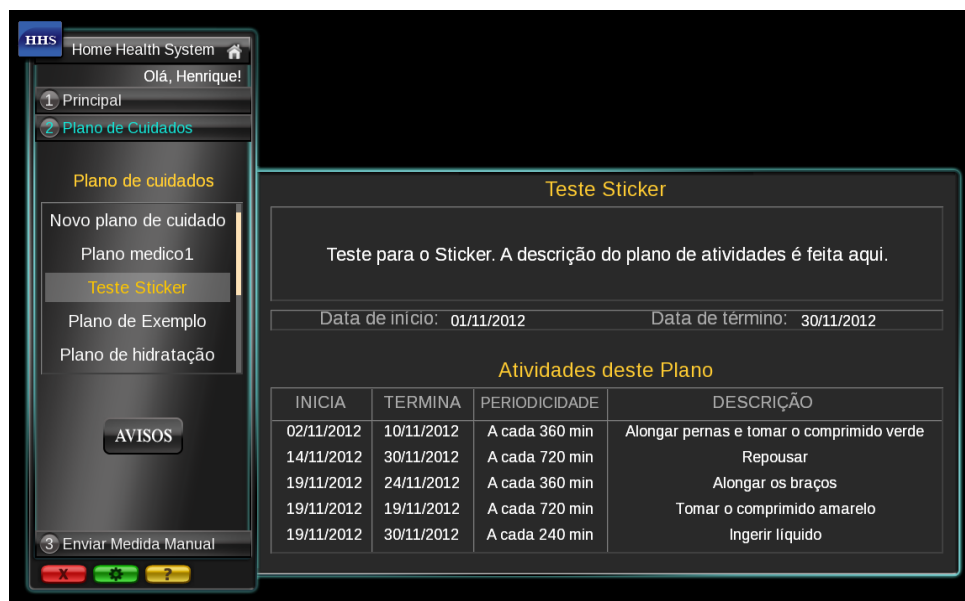 HHS
Home Health System
Olá, Henrique!
1 Principal
2 Plano de Cuidados
Plano de cuidados
Novo plano de cuidado
Plano medico1
Teste Sticker
Plano de Exemplo
Plano de hidratação
AVISOS
3 Enviar Medida Manual
X ?
Teste Sticker
Teste para o Sticker. A descrição do plano de atividades é feita aqui.
Data de início: 01/11/2012 Data de término: 30/11/2012
Atividades deste Plano
INICIA TERMINA PERIODICIDADE DESCRIÇÃO
02/11/2012 10/11/2012 A cada 360 min Alongar pernas e tomar o comprimido verde
14/11/2012 30/11/2012 A cada 720 min Repousar
19/11/2012 24/11/2012 A cada 360 min Alongar os braços
19/11/2012 19/11/2012 A cada 720 min Tomar o comprimido amarelo
19/11/2012 30/11/2012 A cada 240 min Ingerir líquido